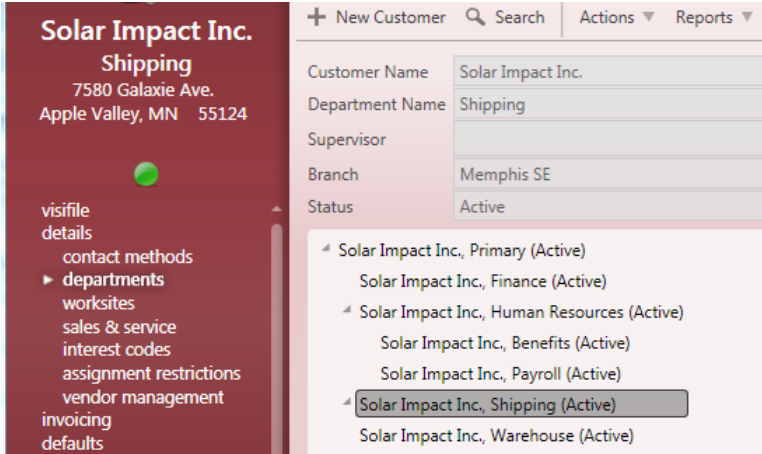 Solar Impact Inc.
Shipping
7580 Galaxie Ave.
Apple Valley, MN 55124
visifile
details
contact methods
departments
worksites
sales & service
interest codes
assignment restrictions
vendor management
invoicing
defaults
New Customer Search Actions Reports
Customer Name Solar Impact Inc.
Department Name Shipping
Supervisor
Branch Memphis SE
Status Active
Solar Impact Inc., Primary (Active)
Solar Impact Inc., Finance (Active)
Solar Impact Inc., Human Resources (Active)
Solar Impact Inc., Benefits (Active)
Solar Impact Inc., Payroll (Active)
Solar Impact Inc., Shipping (Active)
Solar Impact Inc., Warehouse (Active)